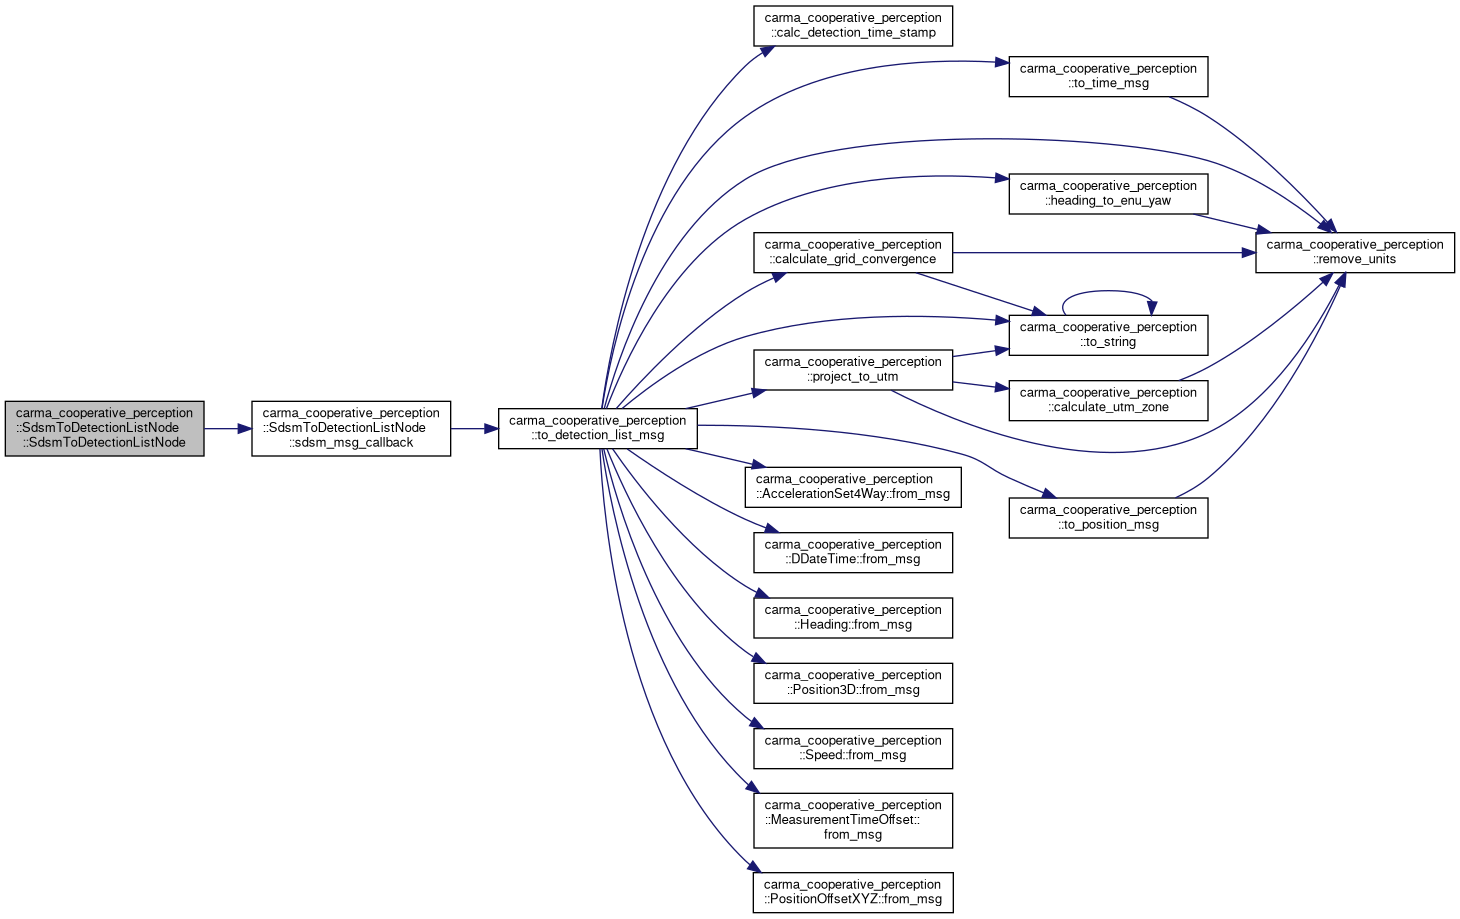 carma_cooperative_perception
::SdsmToDetectionListNode
::SdsmToDetectionListNode
carma_cooperative_perception
::SdsmToDetectionListNode
::sdsm_msg_callback
carma_cooperative_perception
::to_detection_list_msg
carma_cooperative_perception
::calc_detection_time_stamp
carma_cooperative_perception
::to_time_msg
carma_cooperative_perception
::heading_to_enu_yaw
carma_cooperative_perception
::calculate_grid_convergence
carma_cooperative_perception
::remove_units
carma_cooperative_perception
::to_string
carma_cooperative_perception
::project_to_utm
carma_cooperative_perception
::calculate_utm_zone
carma_cooperative_perception
::AccelerationSet4Way::from_msg
carma_cooperative_perception
::to_position_msg
carma_cooperative_perception
::DDateTime::from_msg
carma_cooperative_perception
::Heading::from_msg
carma_cooperative_perception
::Position3D::from_msg
carma_cooperative_perception
::Speed::from_msg
carma_cooperative_perception
::MeasurementTimeOffset::
from_msg
carma_cooperative_perception
::PositionOffsetXYZ::from_msg